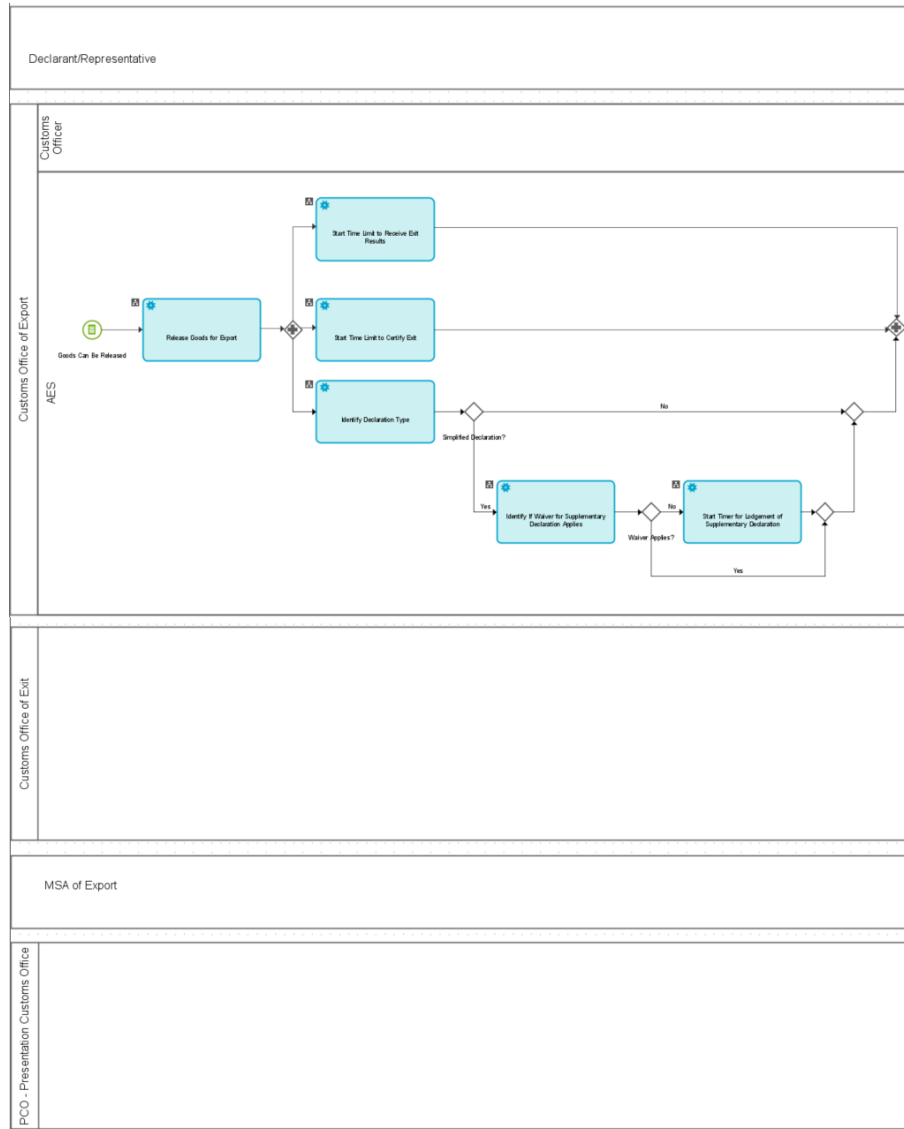 Declarant/Representative
Customs Office of Export
Customs
Officer
AES
Goods Can Be Released
Release Goods for Export
Start Time Limit to Receive Exit
Results
Start Time Limit to Certify Exit
Identify Declaration Type
Simplified Declaration?
No
Yes
Identify If Waiver for Supplementary
Declaration Applies
Waiver Applies?
No
Start Timer for Lodgement of
Supplementary Declaration
Yes
Customs Office of Exit
MSA of Export
PCO - Presentation Customs Office